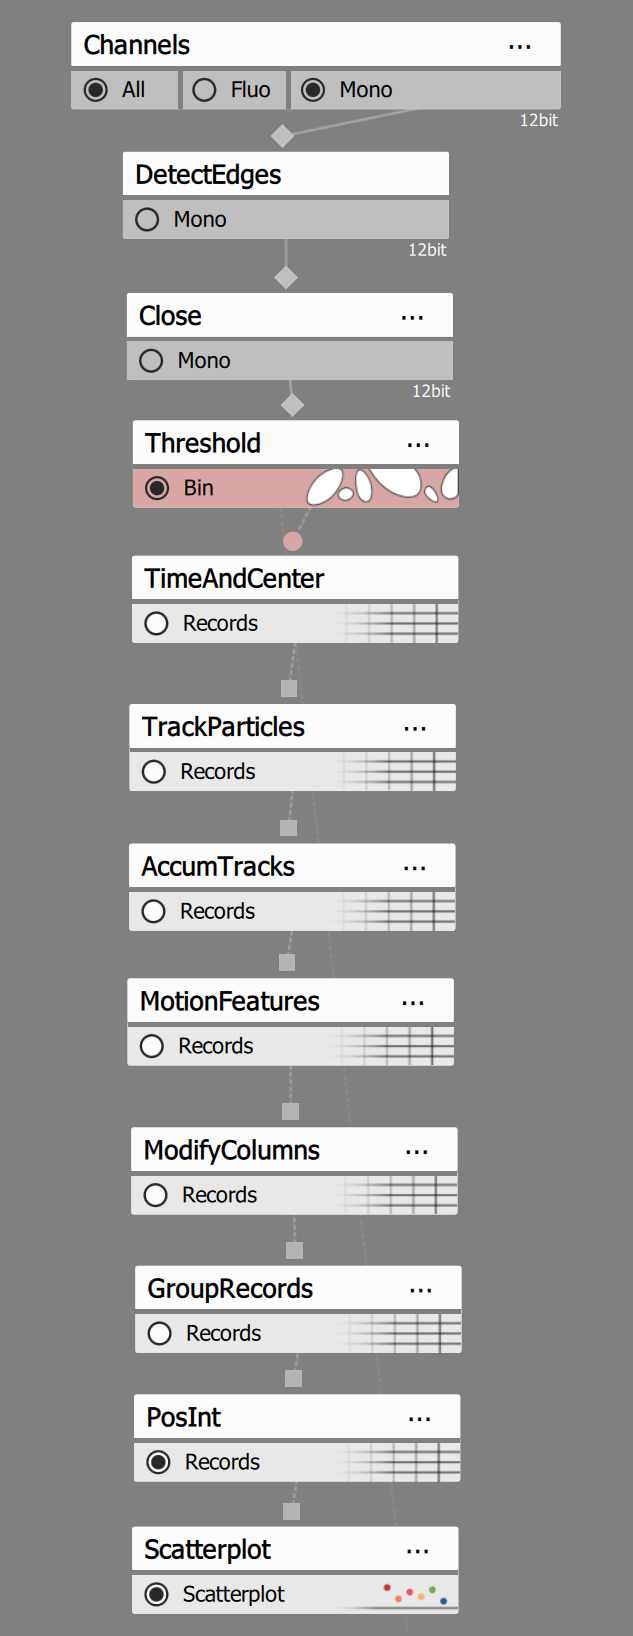 Channels ...
All Fluo Mono
12bit
DetectEdges
Mono
12bit
Close ...
Mono
12bit
Threshold ...
Bin
TimeAndCenter
Records
TrackParticles ...
Records
AccumTracks ...
Records
MotionFeatures ...
Records
ModifyColumns ...
Records
GroupRecords ...
Records
PosInt ...
Records
Scatterplot ...
Scatterplot